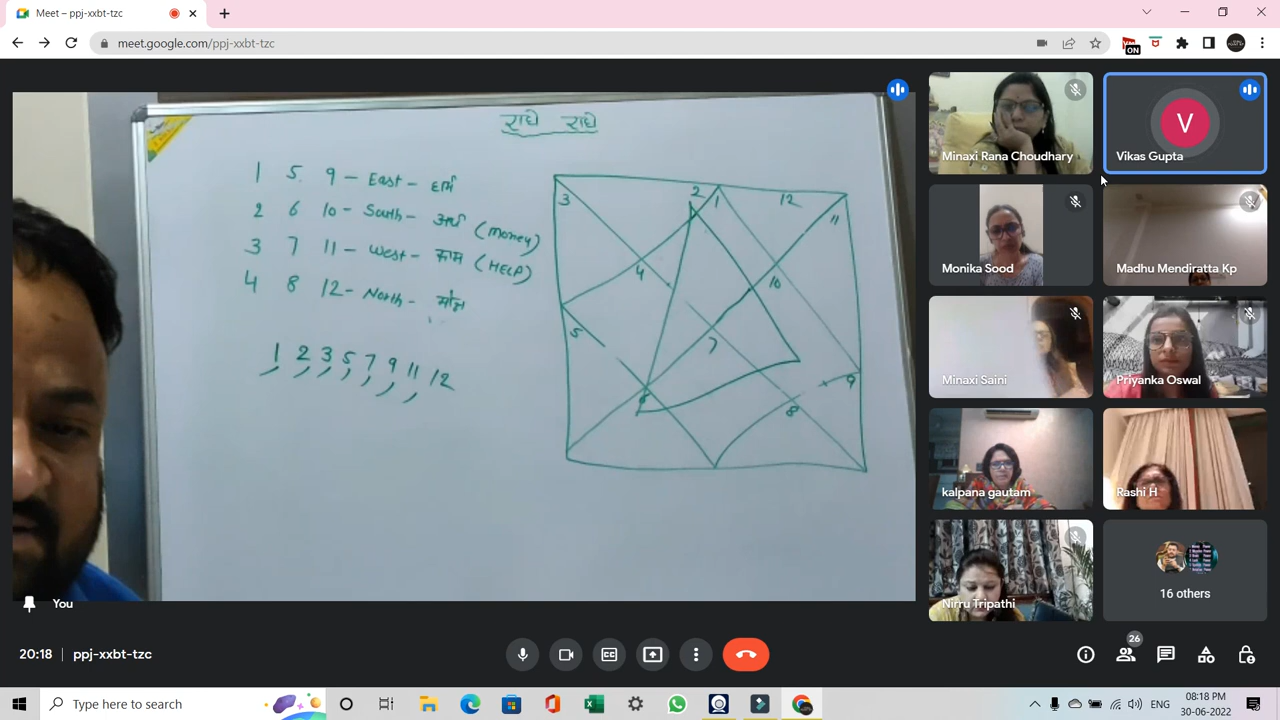 Meet – ppj-xxbt-tzc
meet.google.com/ppj-xxbt-tzc
ON
राधे राधे
1 5 9 – East – धर्म
2 6 10 – South – अर्थ (Money)
3 7 11 – West – काम (HELP)
4 8 12 – North – मोक्ष
1, 2, 3, 5, 7, 9, 11, 12
3
2
1
12
11
4
10
5
7
6
8
9
You
Minaxi Rana Choudhary
V
Vikas Gupta
Monika Sood
Madhu Mendiratta Kp
Minaxi Saini
Priyanka Oswal
kalpana gautam
Rashi H
Nirru Tripathi
16 others
20:18 | ppj-xxbt-tzc
CC
26
Type here to search
ENG
08:18 PM
30-06-2022